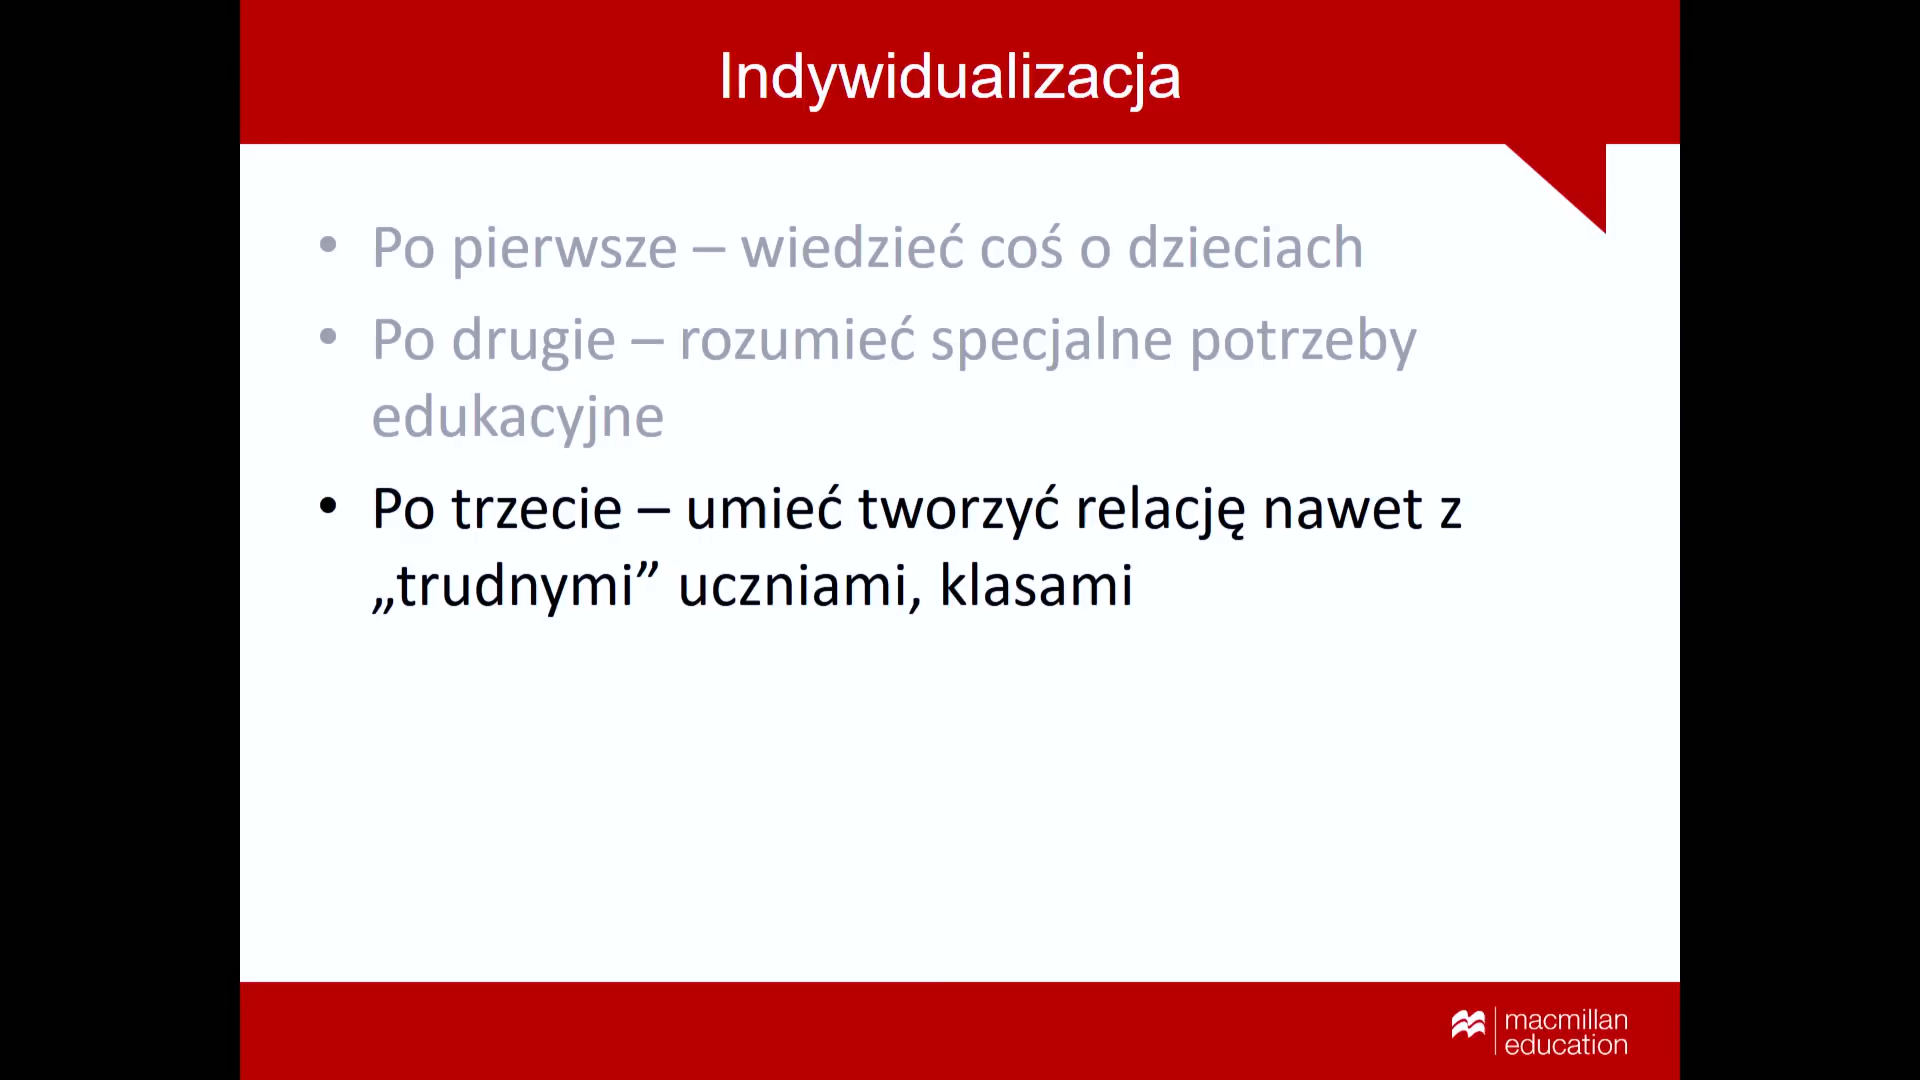 Indywidualizacja
• Po pierwsze – wiedzieć coś o dzieciach
• Po drugie – rozumieć specjalne potrzeby
edukacyjne
• Po trzecie – umieć tworzyć relację nawet z
„trudnymi” uczniami, klasami
macmillan
education